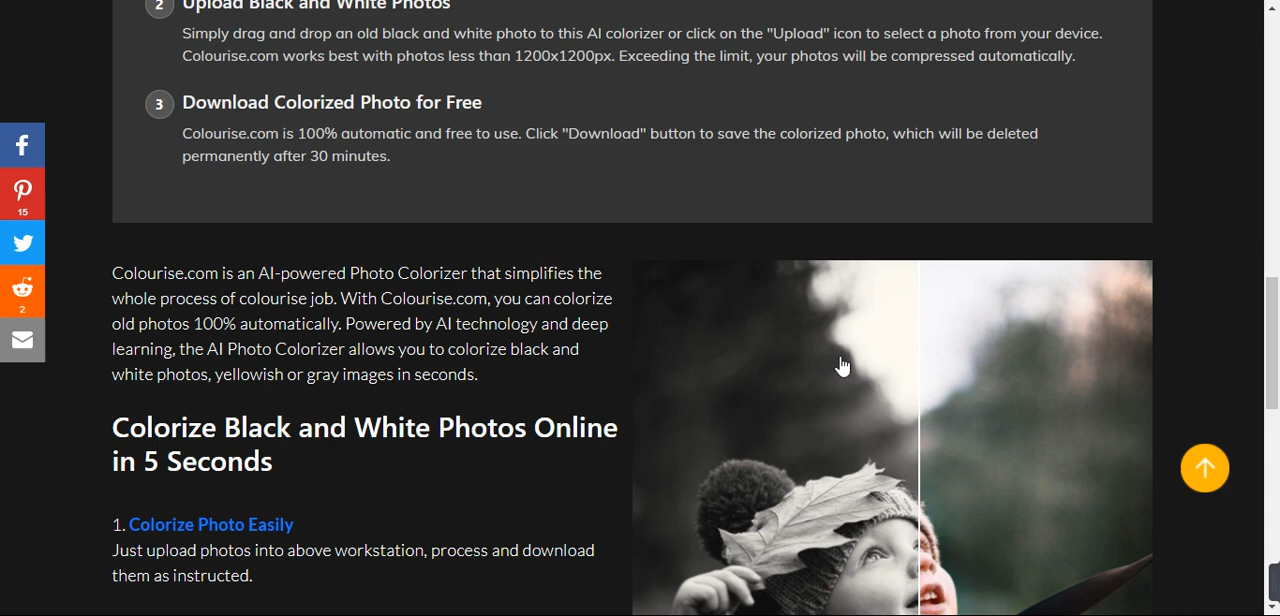 2 Upload Black and White Photos
Simply drag and drop an old black and white photo to this AI colorizer or click on the "Upload" icon to select a photo from your device.
Colourise.com works best with photos less than 1200x1200px. Exceeding the limit, your photos will be compressed automatically.
3 Download Colorized Photo for Free
Colourise.com is 100% automatic and free to use. Click "Download" button to save the colorized photo, which will be deleted
permanently after 30 minutes.
15
2
Colourise.com is an AI-powered Photo Colorizer that simplifies the
whole process of colourise job. With Colourise.com, you can colorize
old photos 100% automatically. Powered by AI technology and deep
learning, the AI Photo Colorizer allows you to colorize black and
white photos, yellowish or gray images in seconds.
Colorize Black and White Photos Online
in 5 Seconds
1. Colorize Photo Easily
Just upload photos into above workstation, process and download
them as instructed.